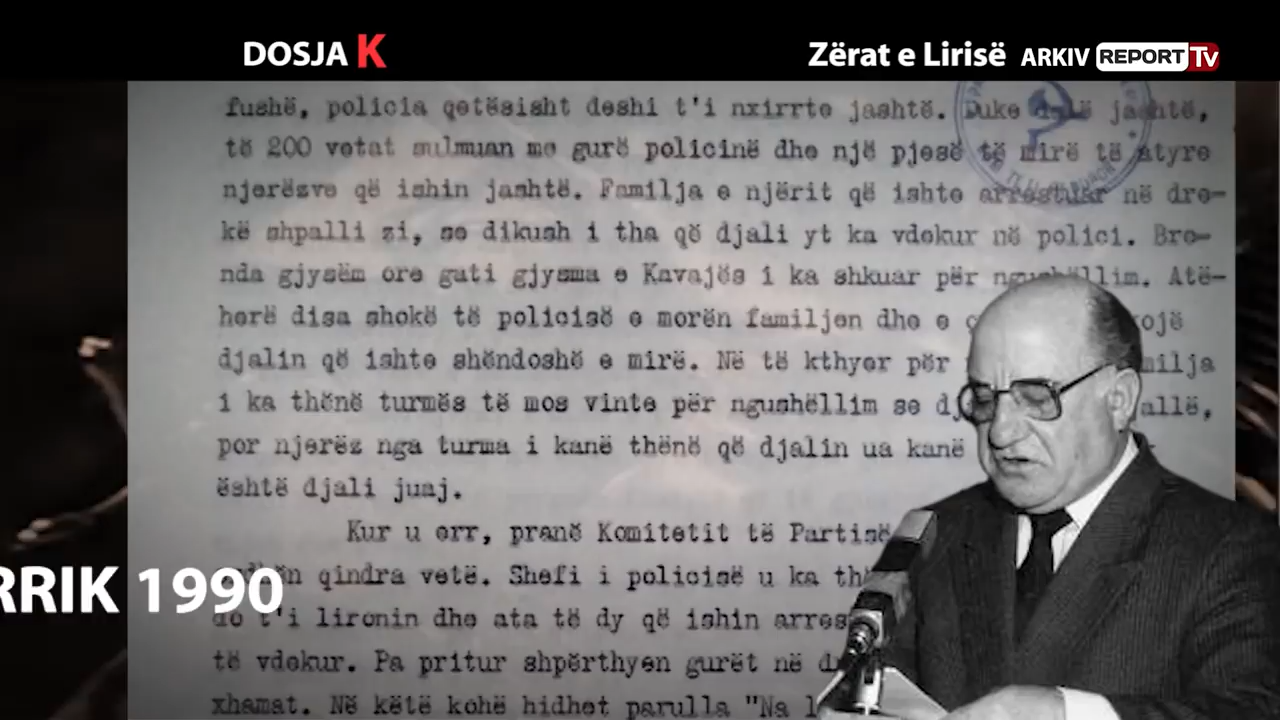 DOSJA K
Zërat e Lirisë ARKIV REPORT Tv
fushë, policia qetësisht deshi t'i nxirrte jashtë. Duke dalë jashtë,
të 200 vetat sulmuan me gurë policinë dhe një pjesë të mirë të atyre
njerëzve që ishin jashtë. Familja e njërit që ishte arrestuar në dre-
kë shpalli zi, se dikush i tha që djali yt ka vdekur në polici. Bre-
nda gjysëm ore gati gjysma e Kavajës i ka shkuar për ngushëllim. Atë-
herë disa shokë të policisë e morën familjen dhe e
djalin që ishte shëndoshë e mirë. Në të kthyer për
i ka thënë turmës të mos vinte për ngushëllim se
por njerëz nga turma i kanë thënë që djalin ua kanë
është djali juaj.
Kur u err, pranë Komitetit të Partisë
qindra vetë. Shefi i policisë u ka
RRIK 1990
do t'i lironin dhe ata të dy që ishin
të vdekur. Pa pritur shpërthyen gurët në
xhamat. Në këtë kohë hidhet parulla "Na